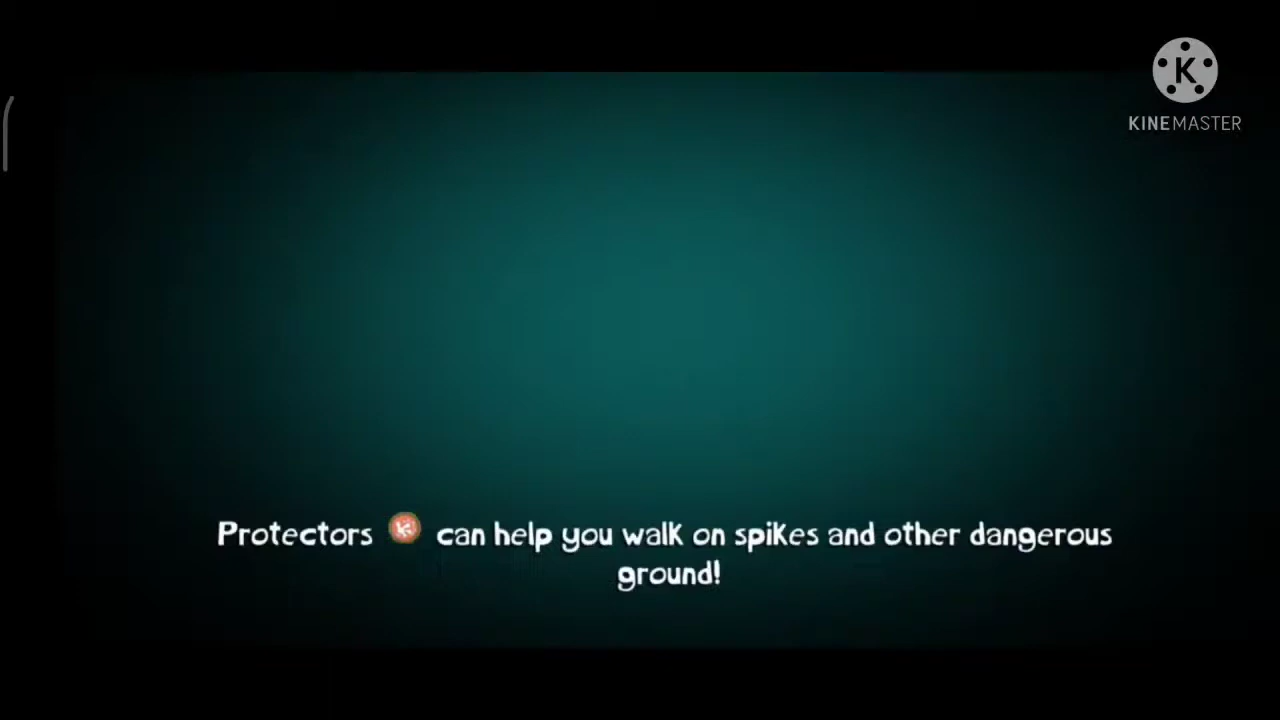 K
KINEMASTER
Protectors can help you walk on spikes and other dangerous
ground!